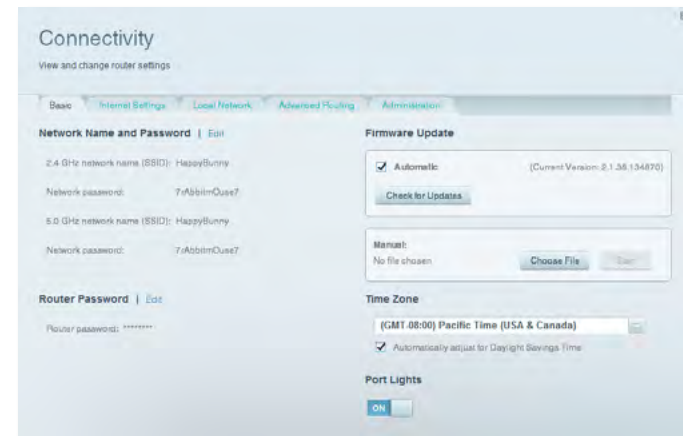 Connectivity
View and change router settings
Basic Internet Settings Local Network Advanced Routing Administration
Network Name and Password | Edit
2.4 GHz network name (SSID): HappyBunny
Network password: 7rAbbitmOuse7
5.0 GHz network name (SSID): HappyBunny
Network password: 7rAbbitmOuse7
Router Password | Edit
Router password: ********
Firmware Update
Automatic (Current Version: 2.1.38.134870)
Check for Updates
Manual:
No file chosen Choose File Start
Time Zone
(GMT-08:00) Pacific Time (USA & Canada)
Automatically adjust for Daylight Savings Time
Port Lights
ON